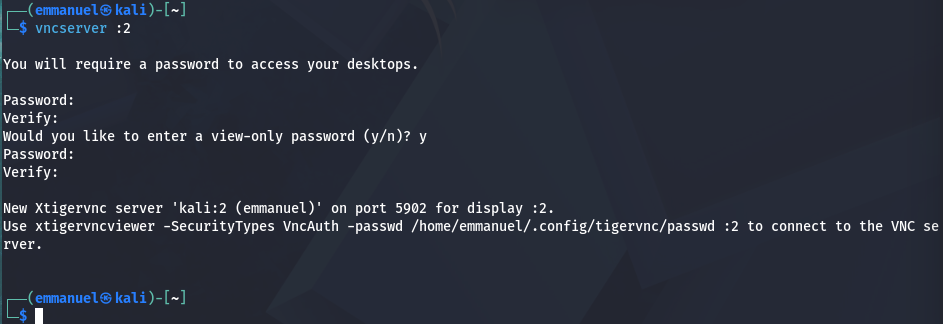 ┌──(emmanuel㉿kali)-[~]
└─$ vncserver :2
You will require a password to access your desktops.
Password:
Verify:
Would you like to enter a view-only password (y/n)? y
Password:
Verify:
New Xtigervnc server 'kali:2 (emmanuel)' on port 5902 for display :2.
Use xtigervncviewer -SecurityTypes VncAuth -passwd /home/emmanuel/.config/tigervnc/passwd :2 to connect to the VNC se
rver.
┌──(emmanuel㉿kali)-[~]
└─$